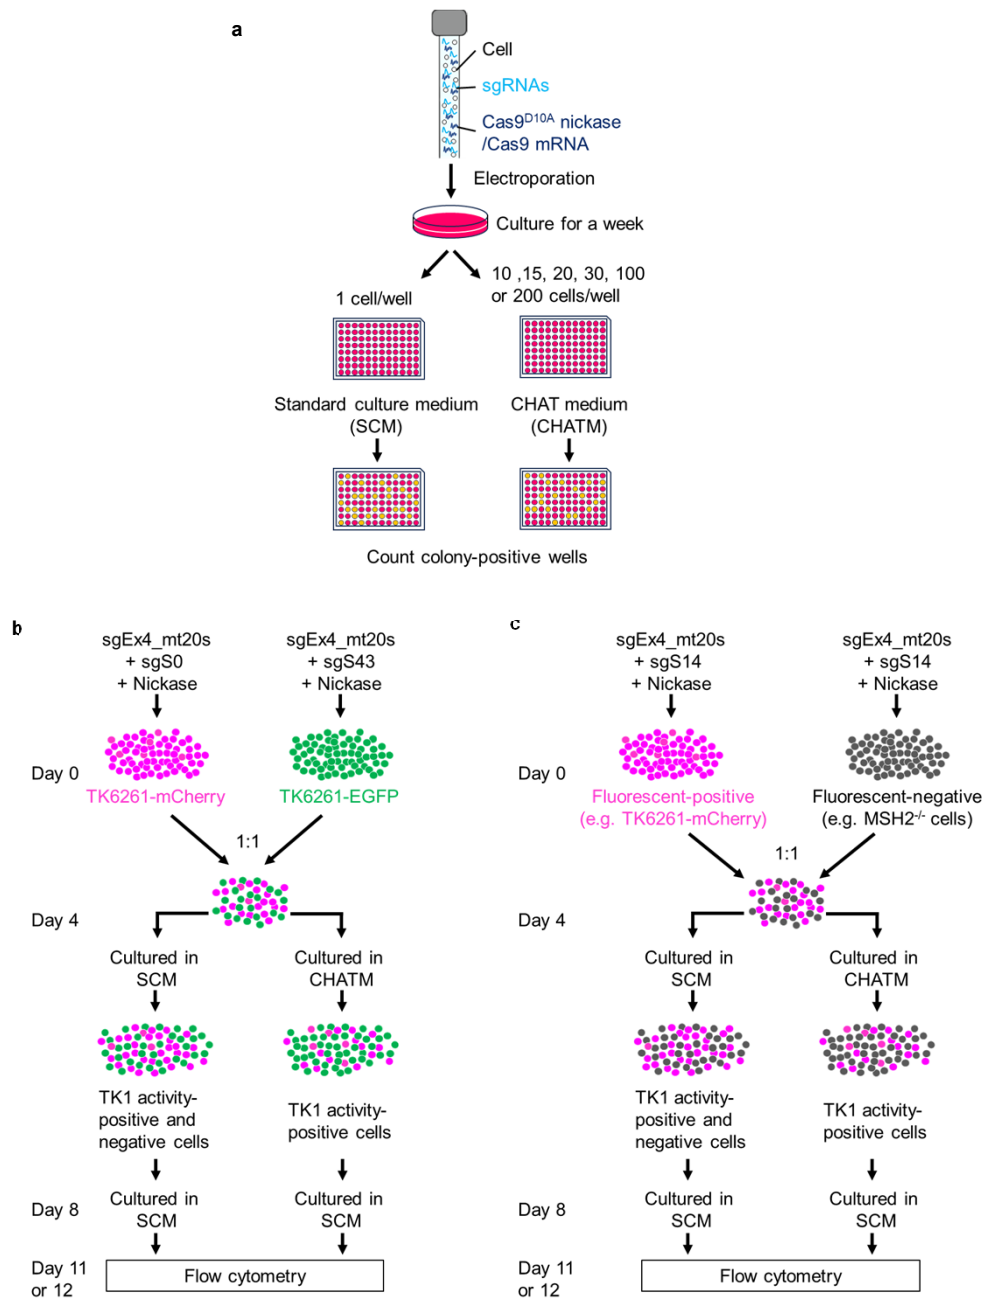 a
Cell
sgRNAs
Cas9D10A nickase
/Cas9 mRNA
Electroporation
Culture for a week
1 cell/well
10 ,15, 20, 30, 100
or 200 cells/well
Standard culture medium
(SCM)
CHAT medium
(CHATM)
Count colony-positive wells
b
sgEx4_mt20s
+ sgS0
+ Nickase
sgEx4_mt20s
+ sgS43
+ Nickase
Day 0
TK6261-mCherry
TK6261-EGFP
1:1
Day 4
Cultured in
SCM
Cultured in
CHATM
TK1 activity-
positive and
negative cells
TK1 activity-
positive cells
Day 8
Cultured in
SCM
Cultured in
SCM
Day 11
or 12
Flow cytometry
c
sgEx4_mt20s
+ sgS14
+ Nickase
sgEx4_mt20s
+ sgS14
+ Nickase
Day 0
Fluorescent-positive
(e.g. TK6261-mCherry)
Fluorescent-negative
(e.g. MSH2-/- cells)
1:1
Day 4
Cultured in
SCM
Cultured in
CHATM
TK1 activity-
positive and
negative cells
TK1 activity-
positive cells
Day 8
Cultured in
SCM
Cultured in
SCM
Day 11
or 12
Flow cytometry